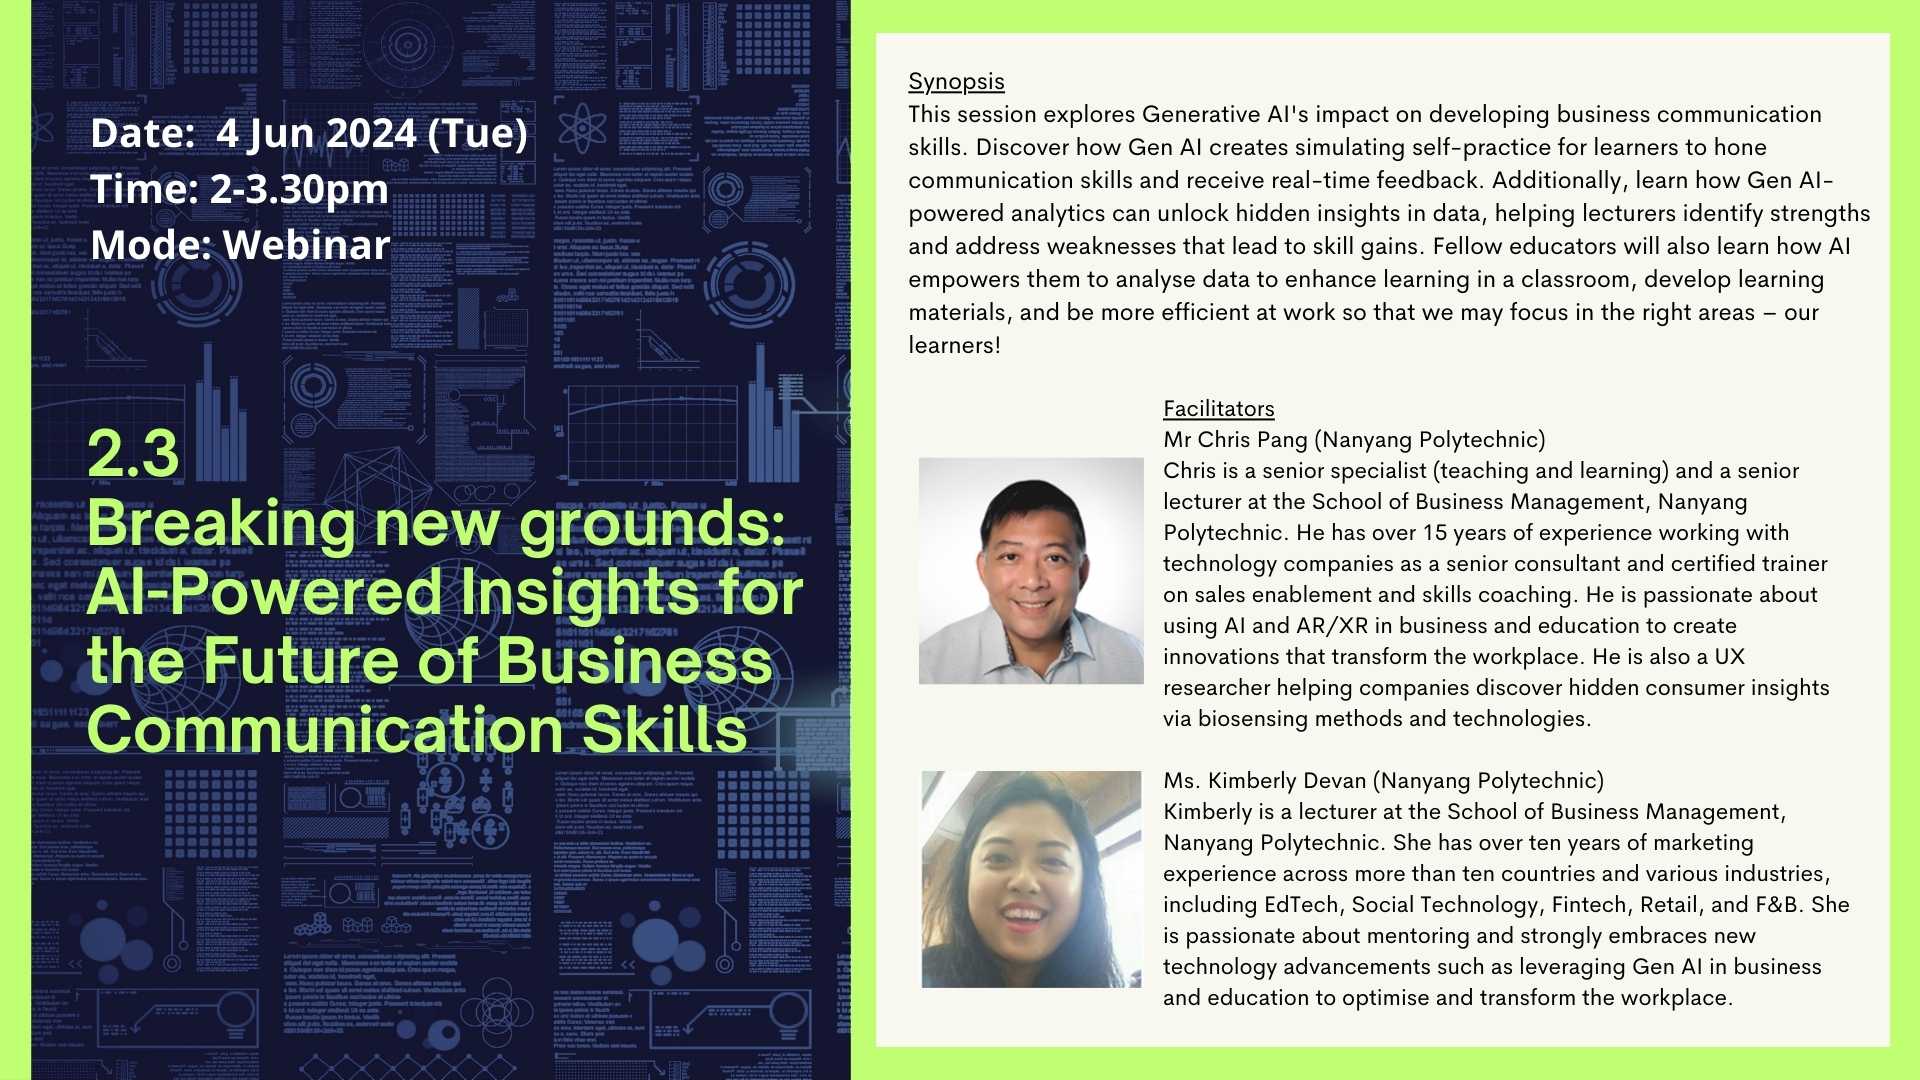 Date:  4 Jun 2024 (Tue)
Time: 2-3.30pm
Mode: Webinar
2.3
Breaking new grounds:
AI-Powered Insights for
the Future of Business
Communication Skills
Synopsis
This session explores Generative AI's impact on developing business communication
skills. Discover how Gen AI creates simulating self-practice for learners to hone
communication skills and receive real-time feedback. Additionally, learn how Gen AI-
powered analytics can unlock hidden insights in data, helping lecturers identify strengths
and address weaknesses that lead to skill gains. Fellow educators will also learn how AI
empowers them to analyse data to enhance learning in a classroom, develop learning
materials, and be more efficient at work so that we may focus in the right areas – our
learners!
Facilitators
Mr Chris Pang (Nanyang Polytechnic)
Chris is a senior specialist (teaching and learning) and a senior
lecturer at the School of Business Management, Nanyang
Polytechnic. He has over 15 years of experience working with
technology companies as a senior consultant and certified trainer
on sales enablement and skills coaching. He is passionate about
using AI and AR/XR in business and education to create
innovations that transform the workplace. He is also a UX
researcher helping companies discover hidden consumer insights
via biosensing methods and technologies.
Ms. Kimberly Devan (Nanyang Polytechnic)
Kimberly is a lecturer at the School of Business Management,
Nanyang Polytechnic. She has over ten years of marketing
experience across more than ten countries and various industries,
including EdTech, Social Technology, Fintech, Retail, and F&B. She
is passionate about mentoring and strongly embraces new
technology advancements such as leveraging Gen AI in business
and education to optimise and transform the workplace.